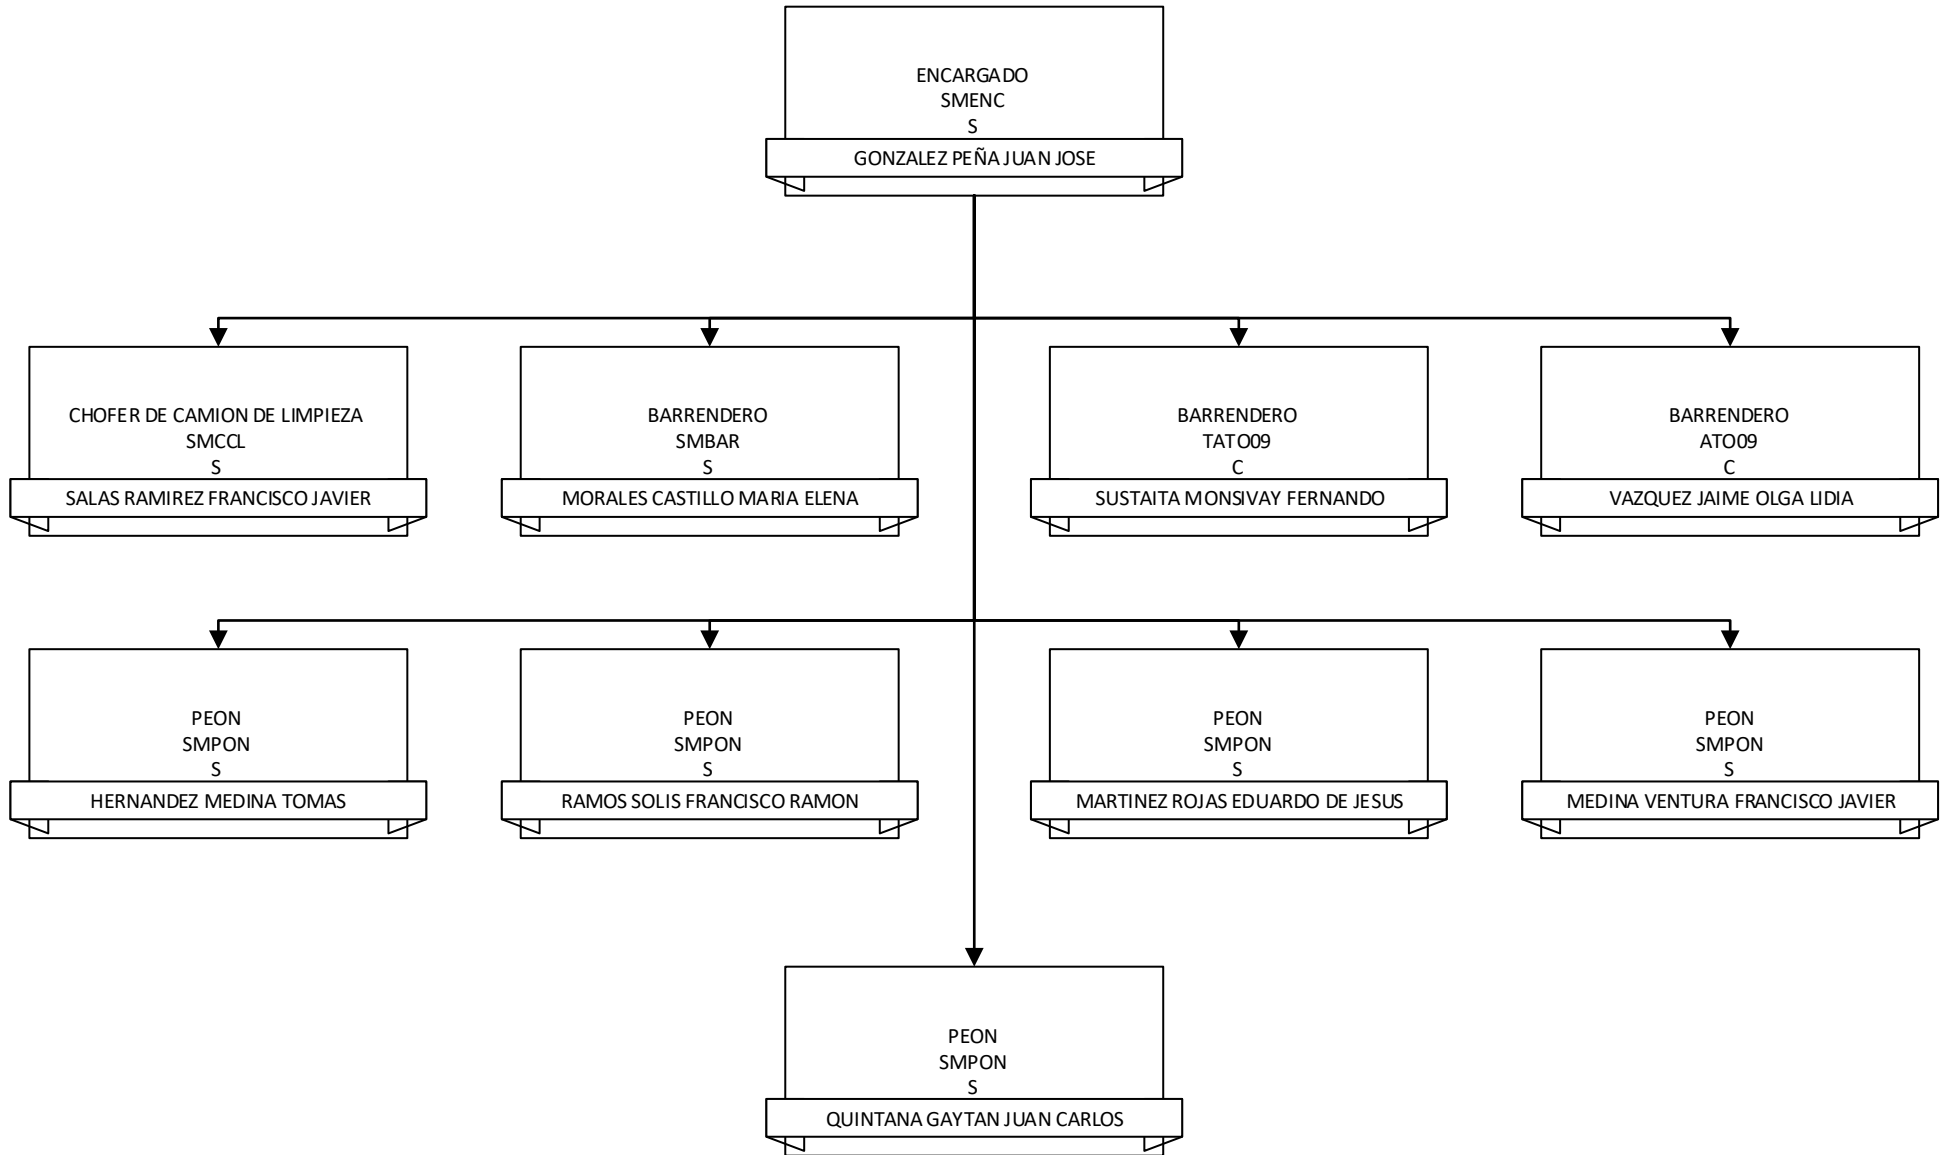 ENCARGADO
SMENC
S
GONZALEZ PEÑA JUAN JOSE
CHOFER DE CAMION DE LIMPIEZA
SMCCL
S
SALAS RAMIREZ FRANCISCO JAVIER
BARRENDERO
SMBAR
S
MORALES CASTILLO MARIA ELENA
BARRENDERO
TATO09
C
SUSTAITA MONSIVAY FERNANDO
BARRENDERO
ATO09
C
VAZQUEZ JAIME OLGA LIDIA
PEON
SMPON
S
HERNANDEZ MEDINA TOMAS
PEON
SMPON
S
RAMOS SOLIS FRANCISCO RAMON
PEON
SMPON
S
MARTINEZ ROJAS EDUARDO DE JESUS
PEON
SMPON
S
MEDINA VENTURA FRANCISCO JAVIER
PEON
SMPON
S
QUINTANA GAYTAN JUAN CARLOS